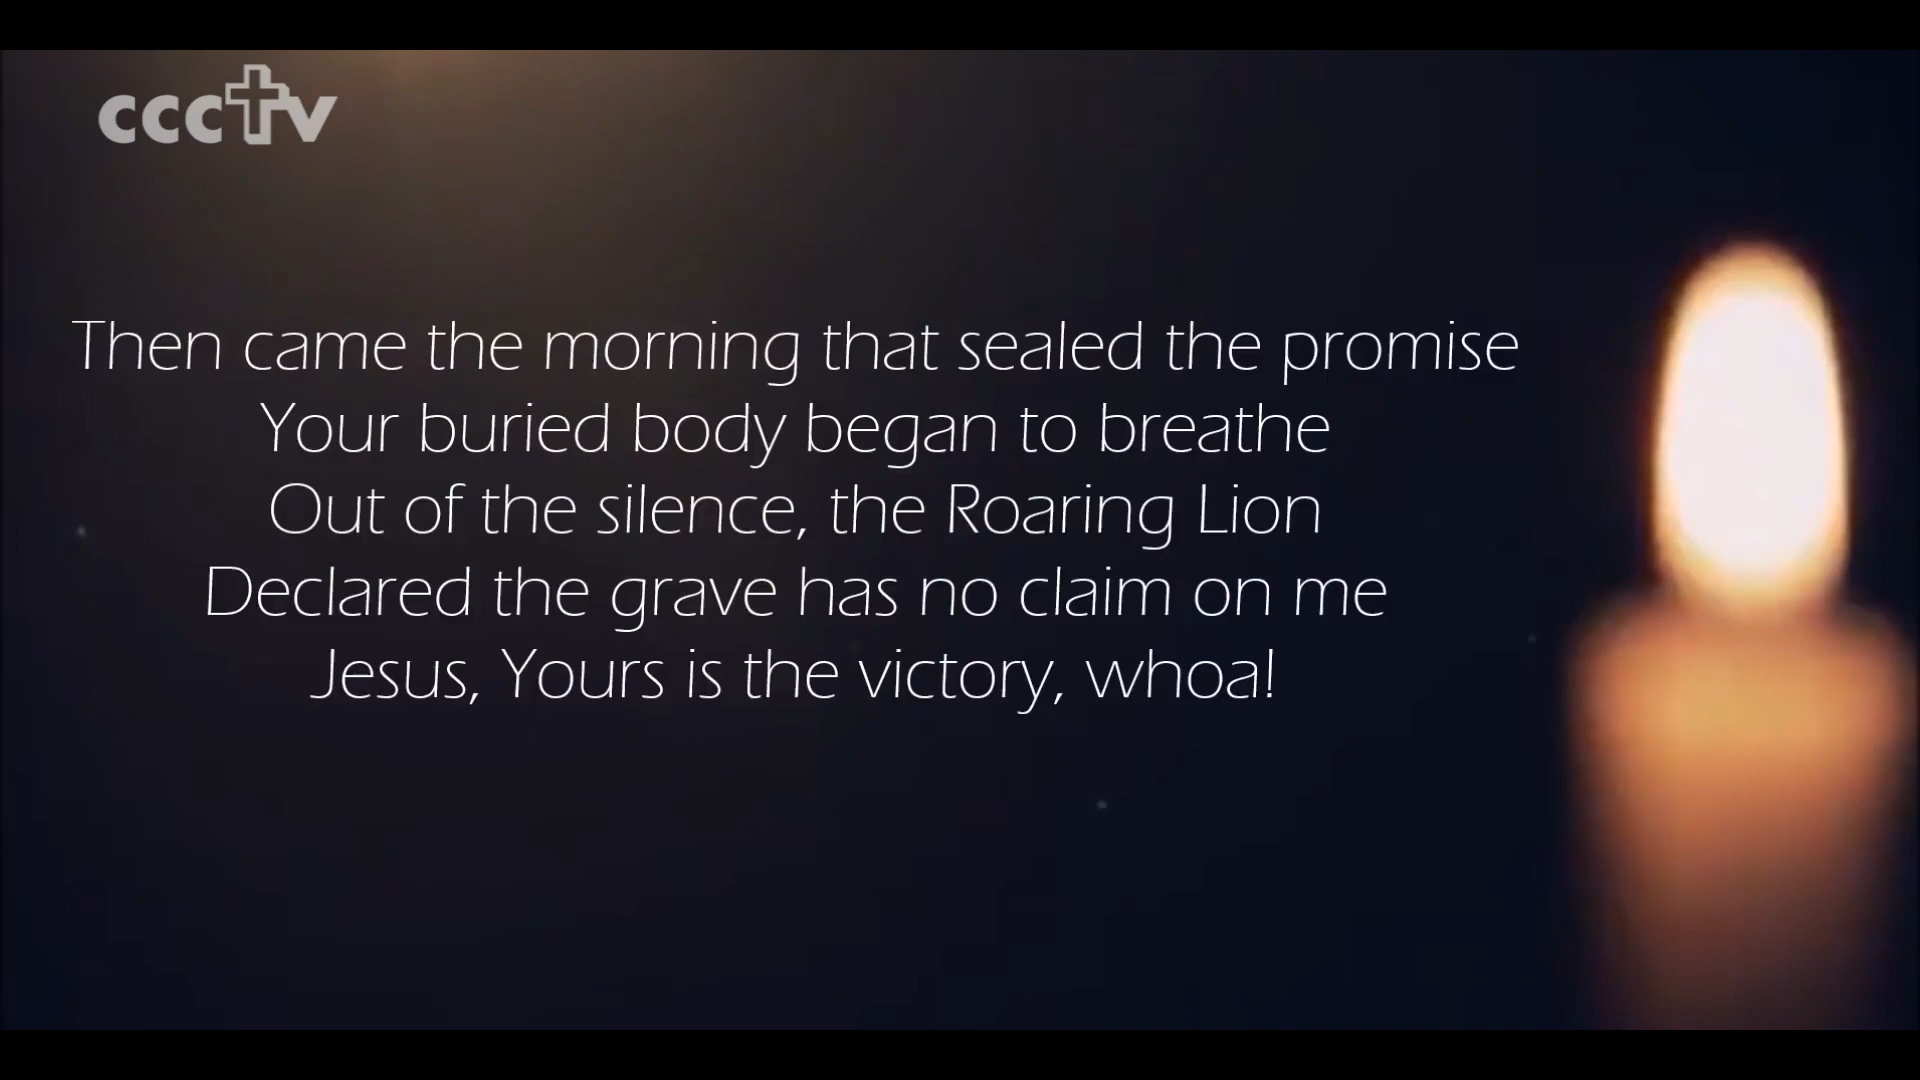 ccctv
Then came the morning that sealed the promise
Your buried body began to breathe
Out of the silence, the Roaring Lion
Declared the grave has no claim on me
Jesus, Yours is the victory, whoa!